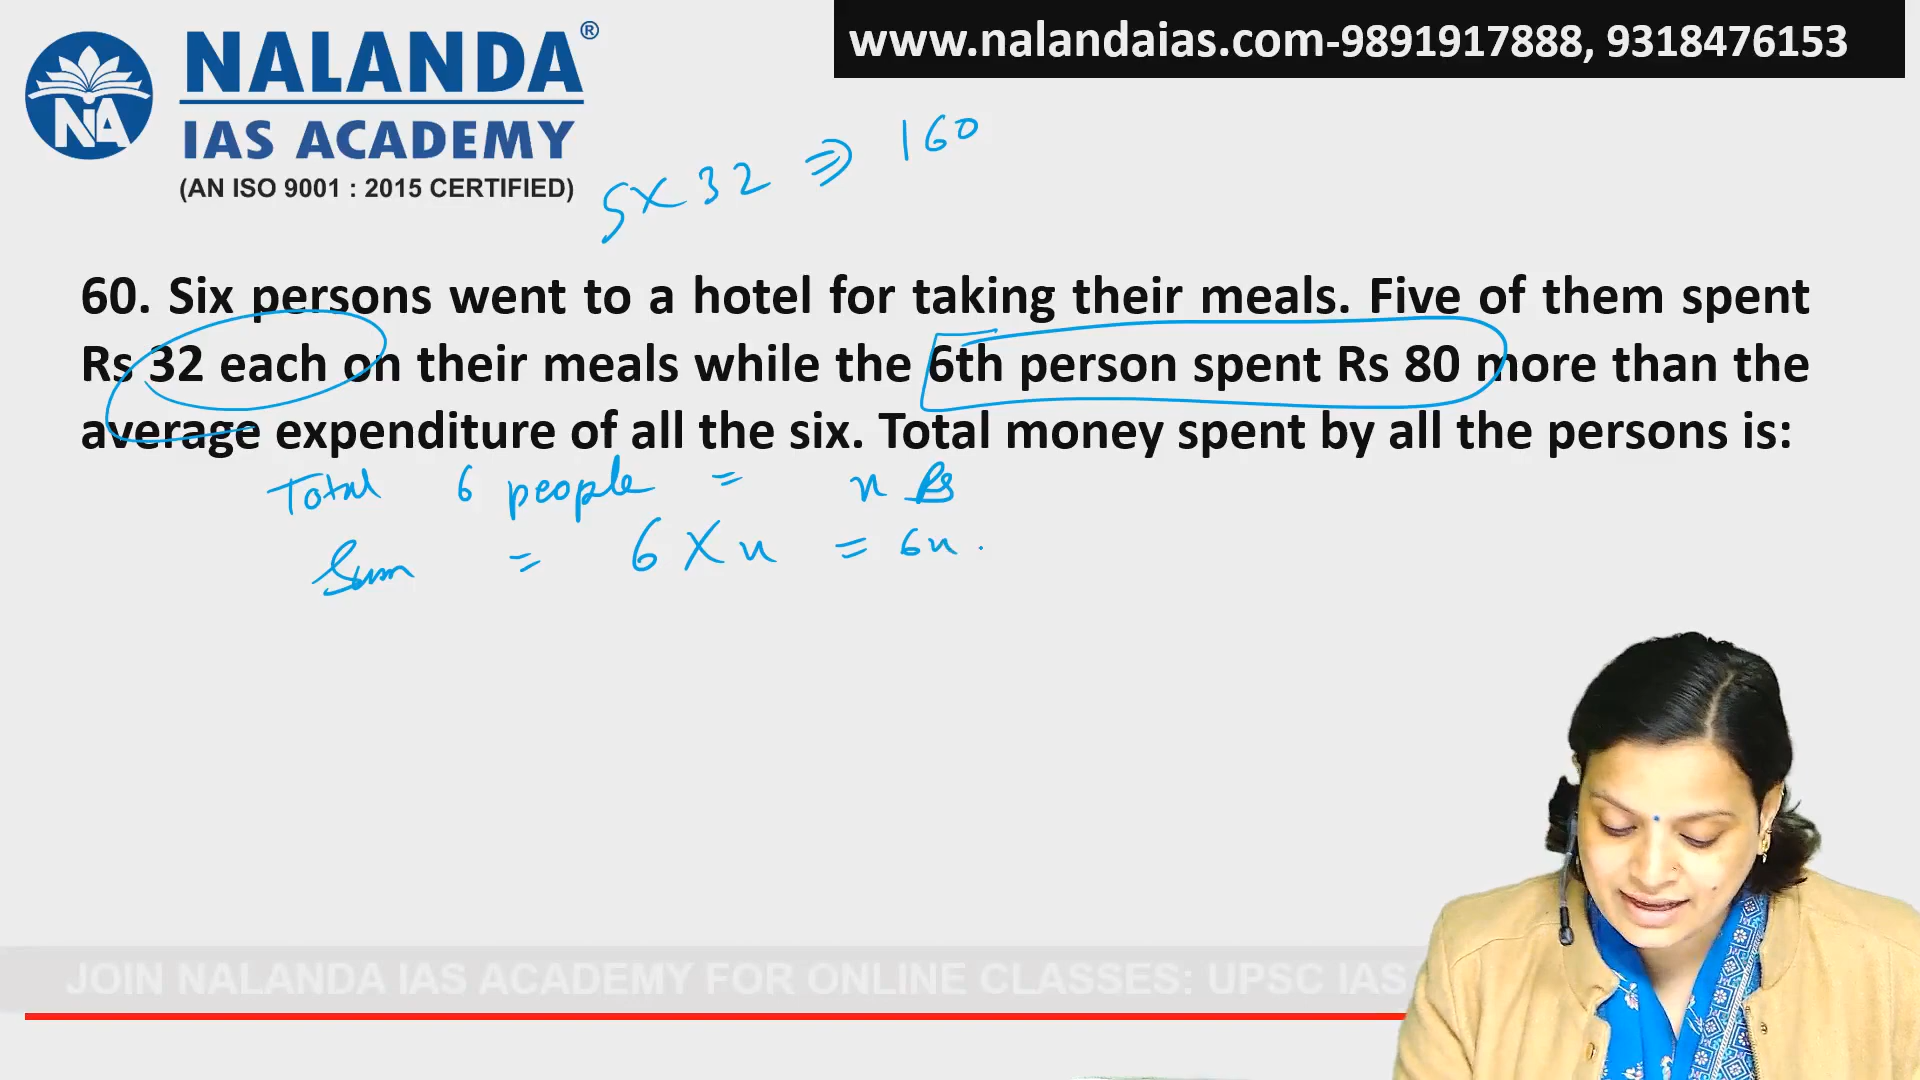 NALANDA®
IAS ACADEMY
(AN ISO 9001 : 2015 CERTIFIED)
NA
www.nalandaias.com-9891917888, 9318476153
5 x 32 ⇒ 160
60. Six persons went to a hotel for taking their meals. Five of them spent
Rs 32 each on their meals while the 6th person spent Rs 80 more than the
average expenditure of all the six. Total money spent by all the persons is:
Total 6 people = x Rs
Sum = 6 X x = 6x.
JOIN NALANDA IAS ACADEMY FOR ONLINE CLASSES: UPSC IAS